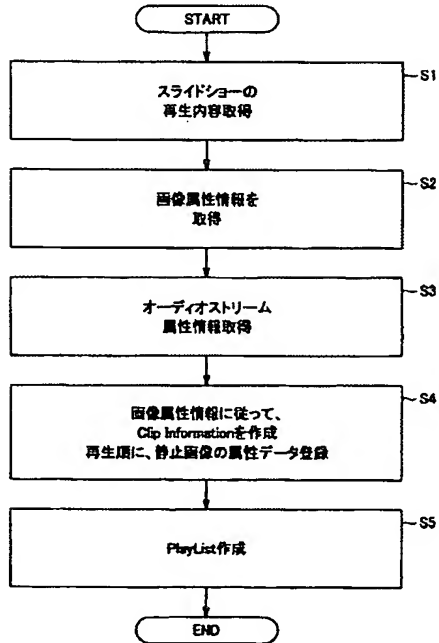 START
S1
スライドショーの
再生内容取得
S2
画像属性情報を
取得
S3
オーディオストリーム
属性情報取得
S4
画像属性情報に従って、
Clip Informationを作成
再生順に、静止画像の属性データ登録
S5
PlayList作成
END